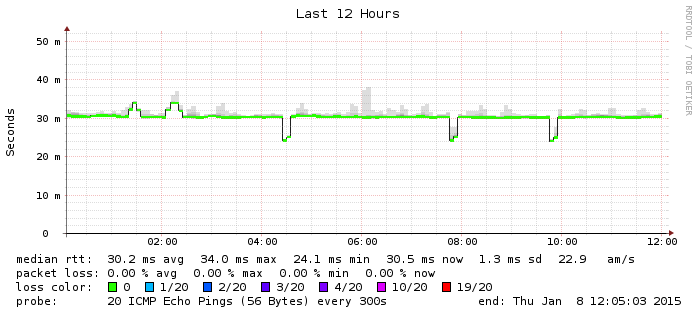 Last 12 Hours
RRDTOOL / TOBI OETIKER
Seconds
50 m
40 m
30 m
20 m
10 m
0
02:00 04:00 06:00 08:00 10:00 12:00
median rtt: 30.2 ms avg 34.0 ms max 24.1 ms min 30.5 ms now 1.3 ms sd 22.9 am/s
packet loss: 0.00 % avg 0.00 % max 0.00 % min 0.00 % now
loss color: 0 1/20 2/20 3/20 4/20 10/20 19/20
probe: 20 ICMP Echo Pings (56 Bytes) every 300s end: Thu Jan 8 12:05:03 2015